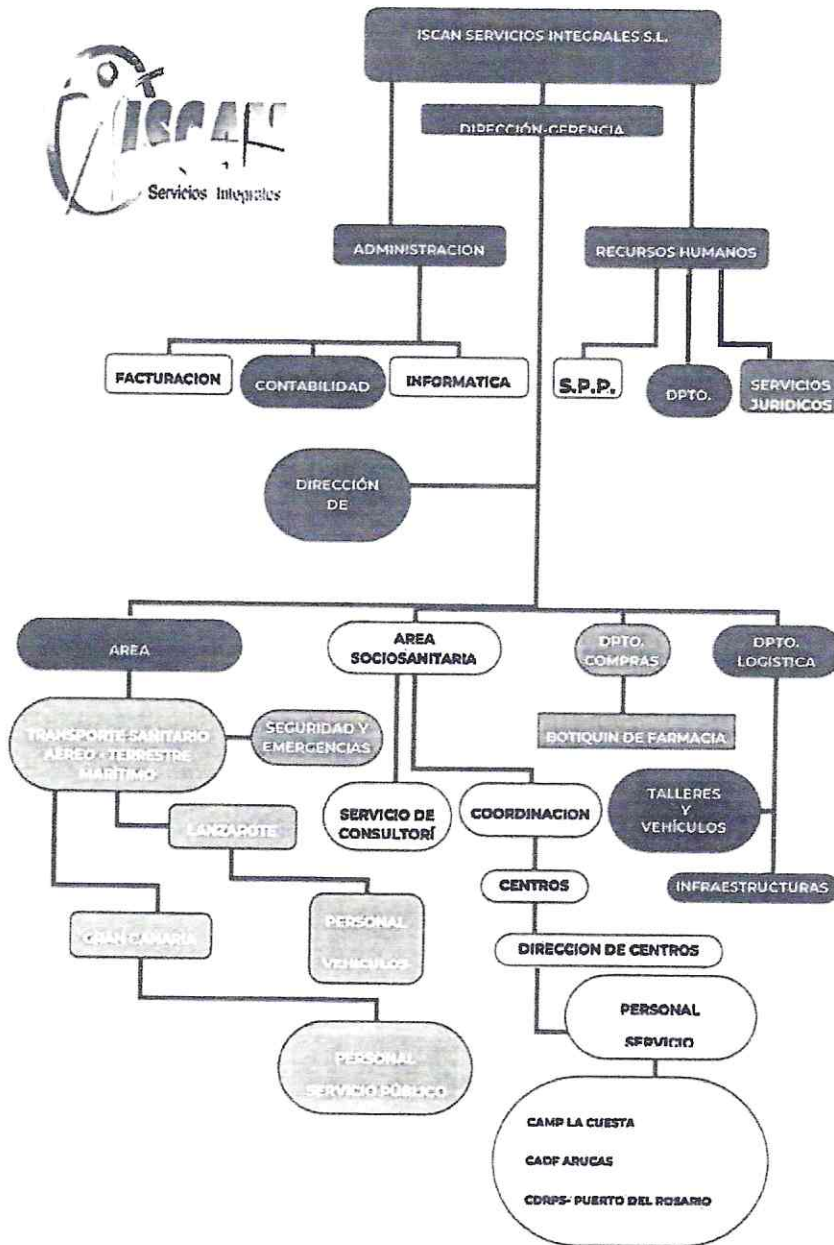 ISCAN SERVICIOS INTEGRALES S.L.
ISCAN
Servicios Integrales
DIRECCIÓN-GERENCIA
ADMINISTRACION
RECURSOS HUMANOS
FACTURACION
CONTABILIDAD
INFORMATICA
S.P.P.
DPTO.
SERVICIOS
JURIDICOS
DIRECCIÓN
DE
AREA
AREA
SOCIOSANITARIA
DPTO.
COMPRAS
DPTO.
LOGÍSTICA
TRANSPORTE SANITARIO
AEREO - TERRESTRE
MARÍTIMO
SEGURIDAD Y
EMERGENCIAS
BOTIQUIN DE FARMACIA
LANZAROTE
SERVICIO DE
CONSULTORÍ
COORDINACION
TALLERES
Y
VEHÍCULOS
CENTROS
INFRAESTRUCTURAS
GRAN CANARIA
PERSONAL
VEHICULOS
DIRECCION DE CENTROS
PERSONAL
SERVICIO
PERSONAL
SERVICIO PÚBLICO
CAMP LA CUESTA
CADF ARUCAS
CDRPS- PUERTO DEL ROSARIO